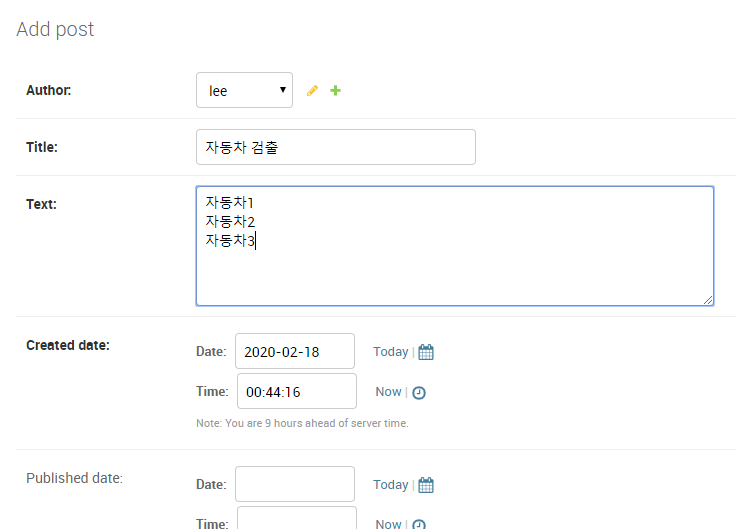 Add post
Author: lee
Title: 자동차 검출
Text: 자동차1
자동차2
자동차3
Created date: Date: 2020-02-18 Today |
Time: 00:44:16 Now |
Note: You are 9 hours ahead of server time.
Published date: Date: Today |
Time: Now |